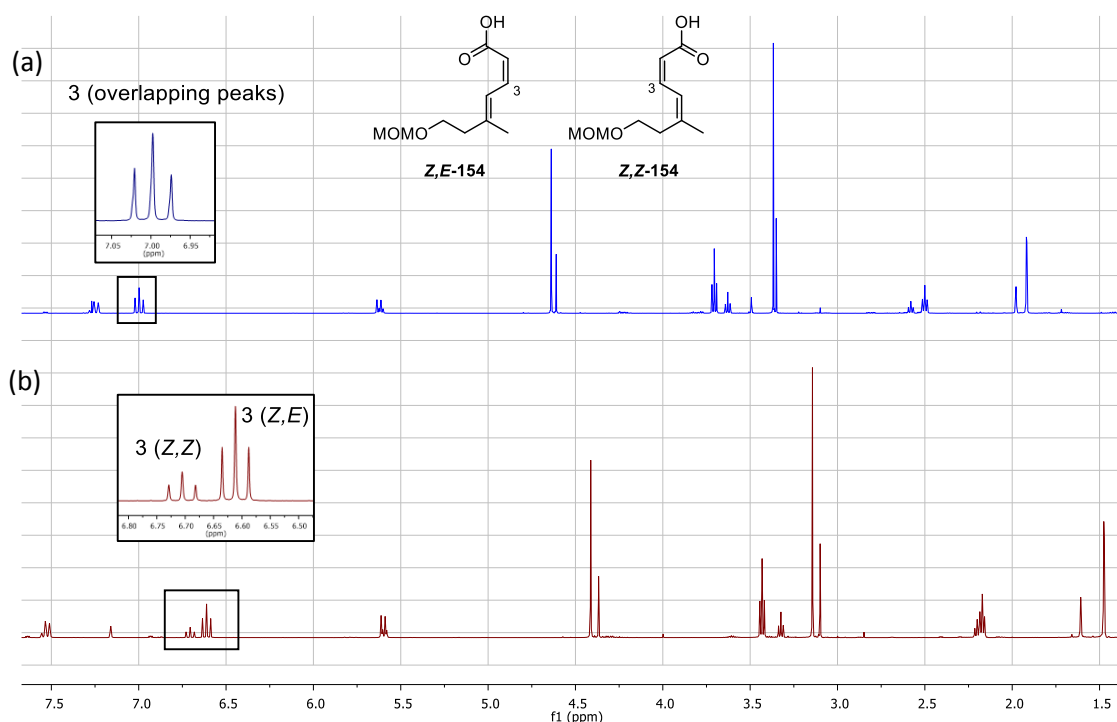 (a)
3 (overlapping peaks)
7.05 7.00 6.95
(ppm)
OH
O
3
MOMO
Z,E-154
OH
O
3
MOMO
Z,Z-154
(b)
3 (Z,E)
3 (Z,Z)
6.80 6.75 6.70 6.65 6.60 6.55 6.50
(ppm)
7.5 7.0 6.5 6.0 5.5 5.0 4.5 4.0 3.5 3.0 2.5 2.0 1.5
f1 (ppm)